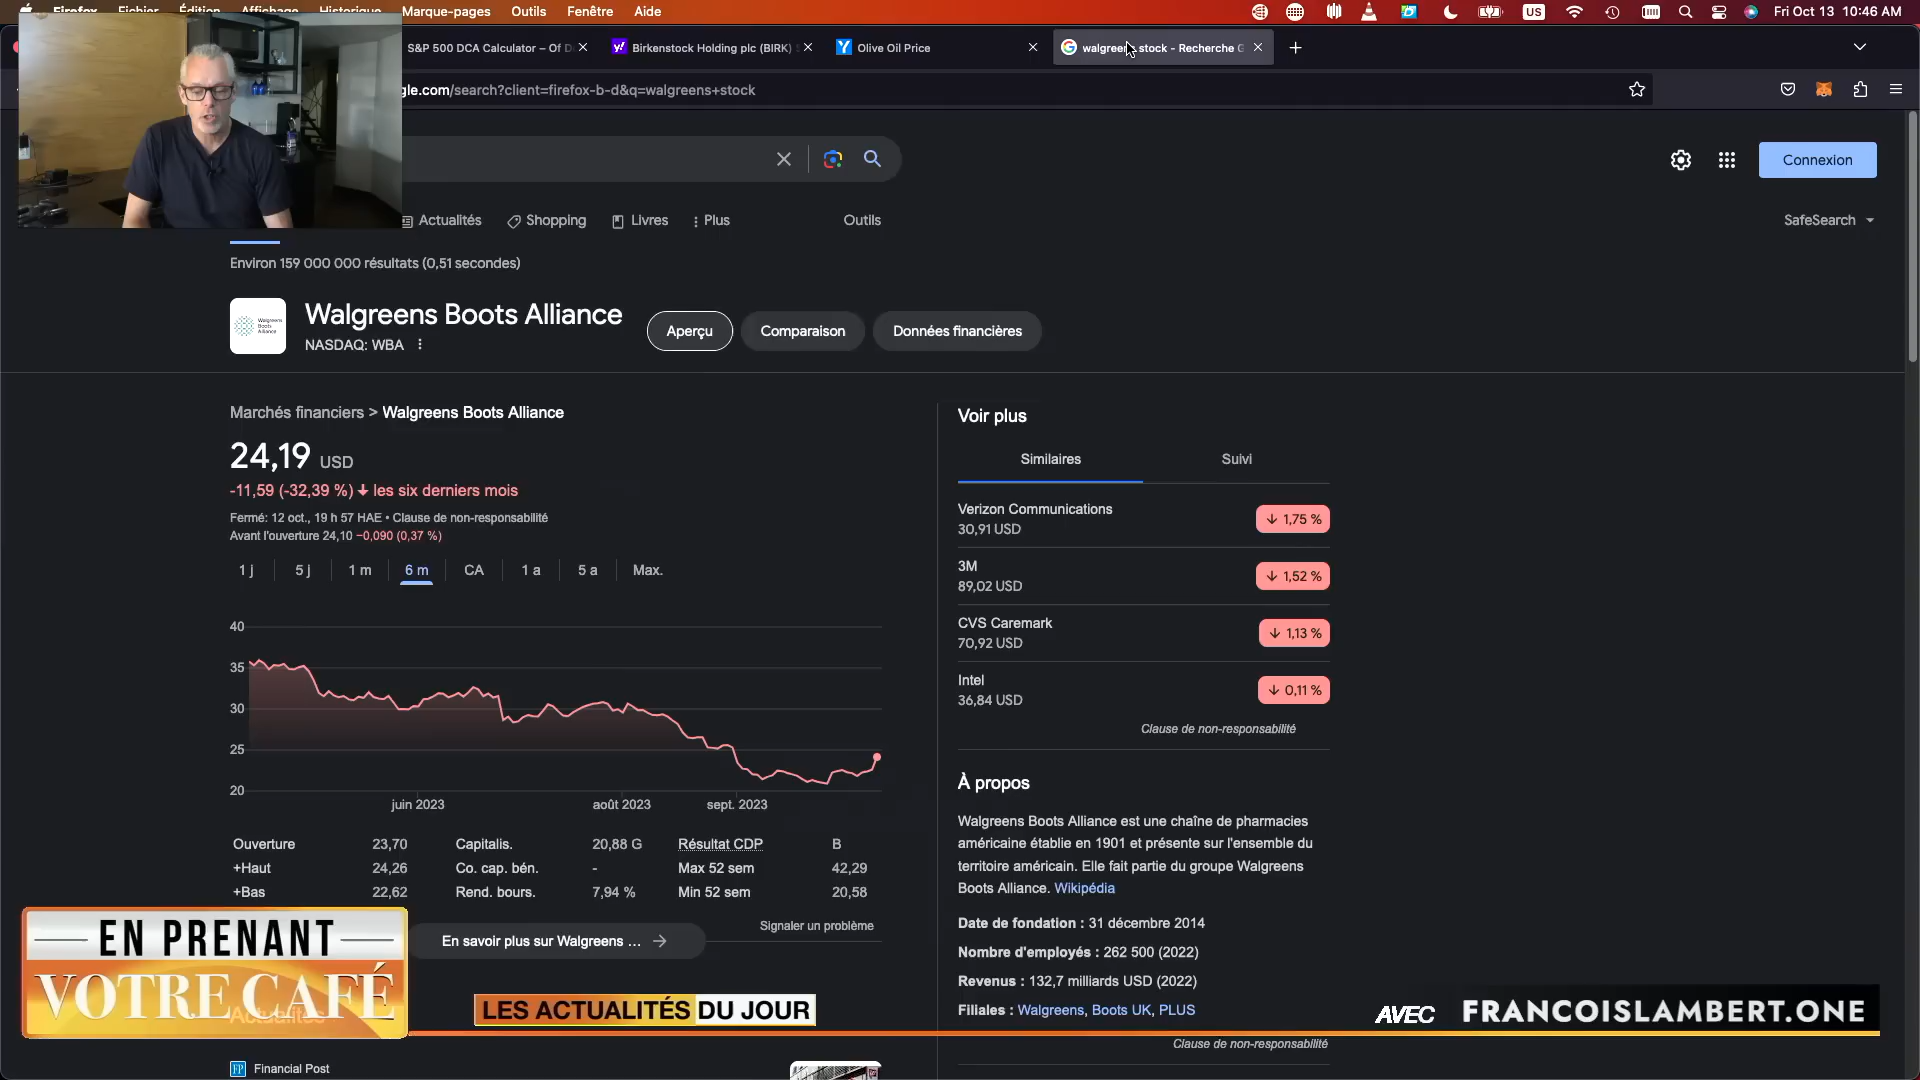 Firefox Fichier Édition Affichage Historique Marque-pages Outils Fenêtre Aide
US Fri Oct 13 10:46 AM
S&P 500 DCA Calculator – Of D
Birkenstock Holding plc (BIRK)
Olive Oil Price
walgreens stock - Recherche G
gle.com/search?client=firefox-b-d&q=walgreens+stock
Connexion
Actualités
Shopping
Livres
Plus
Outils
SafeSearch
Environ 159 000 000 résultats (0,51 secondes)
Walgreens Boots Alliance
Walgreens Boots Alliance
NASDAQ: WBA
Aperçu
Comparaison
Données financières
Marchés financiers > Walgreens Boots Alliance
24,19 USD
-11,59 (-32,39 %) les six derniers mois
Fermé: 12 oct., 19 h 57 HAE • Clause de non-responsabilité
Avant l'ouverture 24,10 −0,090 (0,37 %)
1 j 5 j 1 m 6 m CA 1 a 5 a Max.
40
35
30
25
20
juin 2023 août 2023 sept. 2023
Ouverture 23,70 Capitalis. 20,88 G Résultat CDP B
+Haut 24,26 Co. cap. bén. - Max 52 sem 42,29
+Bas 22,62 Rend. bours. 7,94 % Min 52 sem 20,58
Signaler un problème
En savoir plus sur Walgreens ...
Voir plus
Similaires Suivi
Verizon Communications
30,91 USD
1,75 %
3M
89,02 USD
1,52 %
CVS Caremark
70,92 USD
1,13 %
Intel
36,84 USD
0,11 %
Clause de non-responsabilité
À propos
Walgreens Boots Alliance est une chaîne de pharmacies
américaine établie en 1901 et présente sur l'ensemble du
territoire américain. Elle fait partie du groupe Walgreens
Boots Alliance. Wikipédia
Date de fondation : 31 décembre 2014
Nombre d'employés : 262 500 (2022)
Revenus : 132,7 milliards USD (2022)
Filiales : Walgreens, Boots UK, PLUS
Clause de non-responsabilité
EN PRENANT
VOTRE CAFÉ
Actualités
LES ACTUALITÉS DU JOUR
AVEC FRANCOISLAMBERT.ONE
FP Financial Post